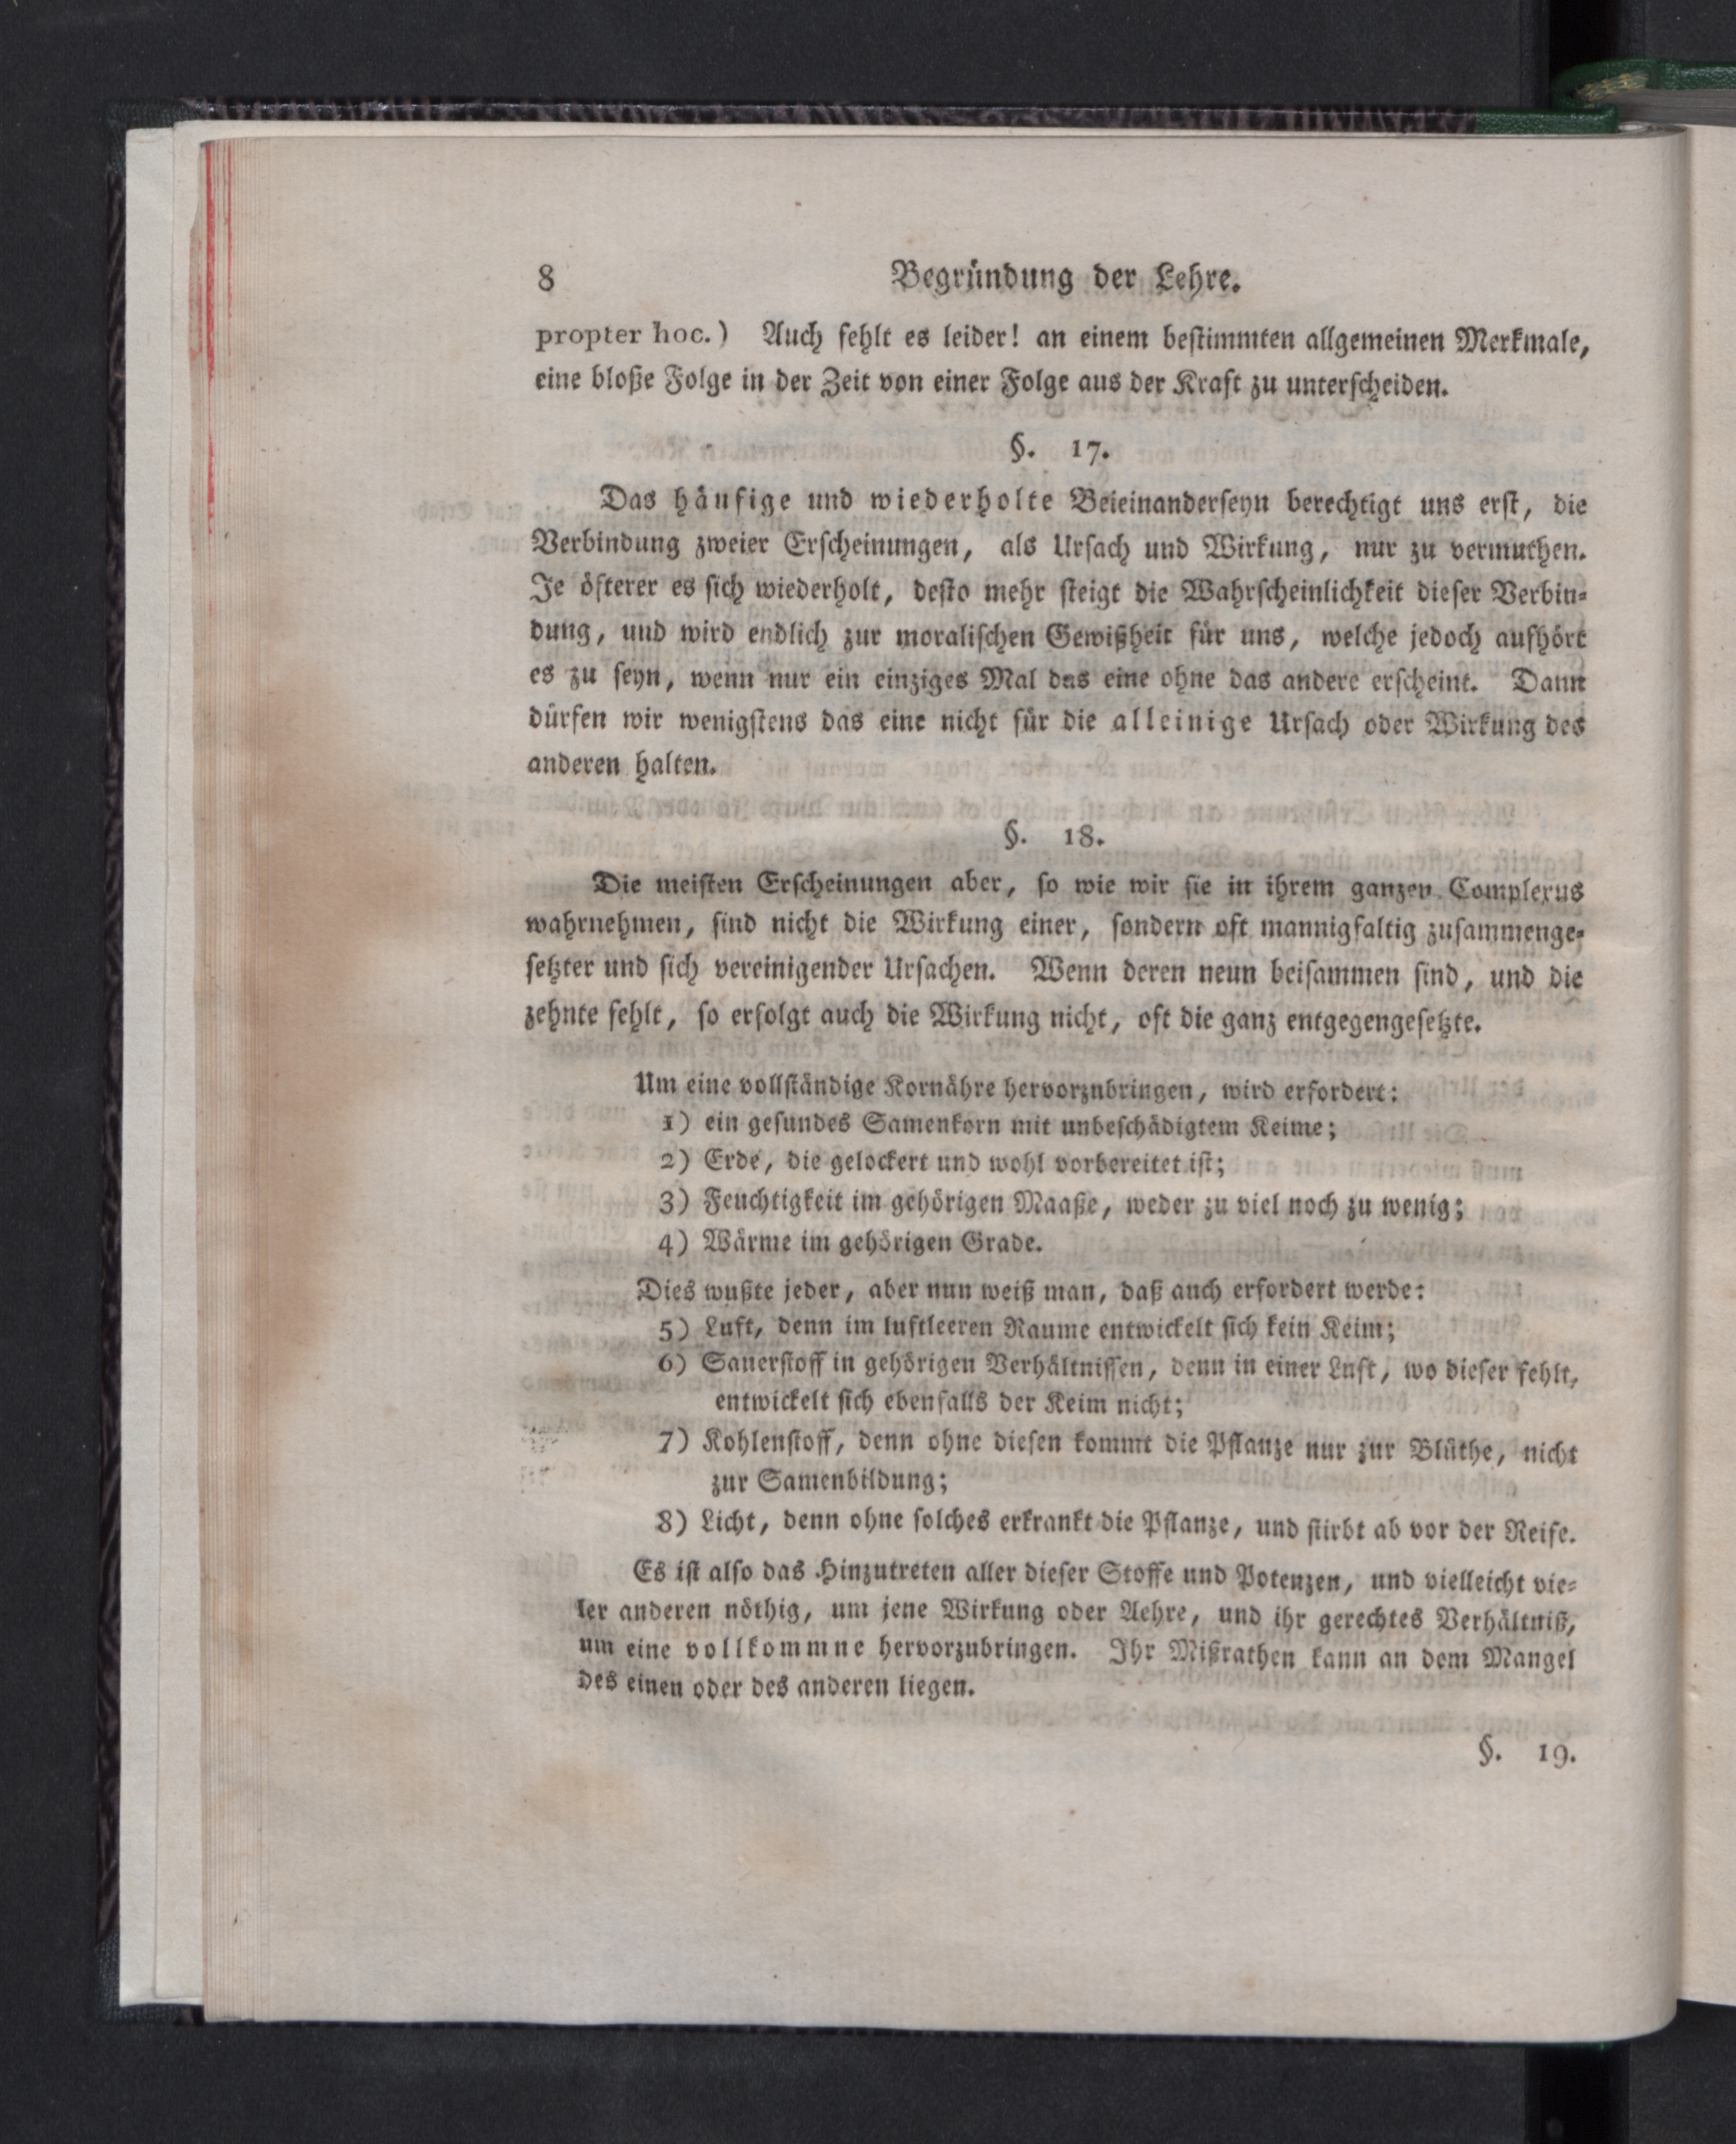 8 Begründung der Lehre.
propter hoc.) Auch fehlt es leider! an einem bestimmten allgemeinen Merkmale,
eine bloße Folge in der Zeit von einer Folge aus der Kraft zu unterscheiden.
§. 17.
Das häufige und wiederholte Beieinanderseyn berechtigt uns erst, die
Verbindung zweier Erscheinungen, als Ursach und Wirkung, nur zu vermuthen.
Je öfterer es sich wiederholt, desto mehr steigt die Wahrscheinlichkeit dieser Verbin-
dung, und wird endlich zur moralischen Gewißheit für uns, welche jedoch aufhört
es zu seyn, wenn nur ein einziges Mal das eine ohne das andere erscheint. Dann
dürfen wir wenigstens das eine nicht für die alleinige Ursach oder Wirkung des
anderen halten.
§. 18.
Die meisten Erscheinungen aber, so wie wir sie in ihrem ganzen Complexus
wahrnehmen, sind nicht die Wirkung einer, sondern oft mannigfaltig zusammenge-
setzter und sich vereinigender Ursachen. Wenn deren neun beisammen sind, und die
zehnte fehlt, so erfolgt auch die Wirkung nicht, oft die ganz entgegengesetzte.
Um eine vollständige Kornähre hervorzubringen, wird erfordert:
1) ein gesundes Samenkorn mit unbeschädigtem Keime;
2) Erde, die gelockert und wohl vorbereitet ist;
3) Feuchtigkeit im gehörigen Maaße, weder zu viel noch zu wenig;
4) Wärme im gehörigen Grade.
Dies wußte jeder, aber nun weiß man, daß auch erfordert werde:
5) Luft, denn im luftleeren Raume entwickelt sich kein Keim;
6) Sauerstoff in gehörigen Verhältnissen, denn in einer Luft, wo dieser fehlt,
entwickelt sich ebenfalls der Keim nicht;
7) Kohlenstoff, denn ohne diesen kommt die Pflanze nur zur Blüthe, nicht
zur Samenbildung;
8) Licht, denn ohne solches erkrankt die Pflanze, und stirbt ab vor der Reife.
Es ist also das Hinzutreten aller dieser Stoffe und Potenzen, und vielleicht vie-
ler anderen nöthig, um jene Wirkung oder Aehre, und ihr gerechtes Verhältniß,
um eine vollkommne hervorzubringen. Ihr Mißrathen kann an dem Mangel
des einen oder des anderen liegen.
§. 19.